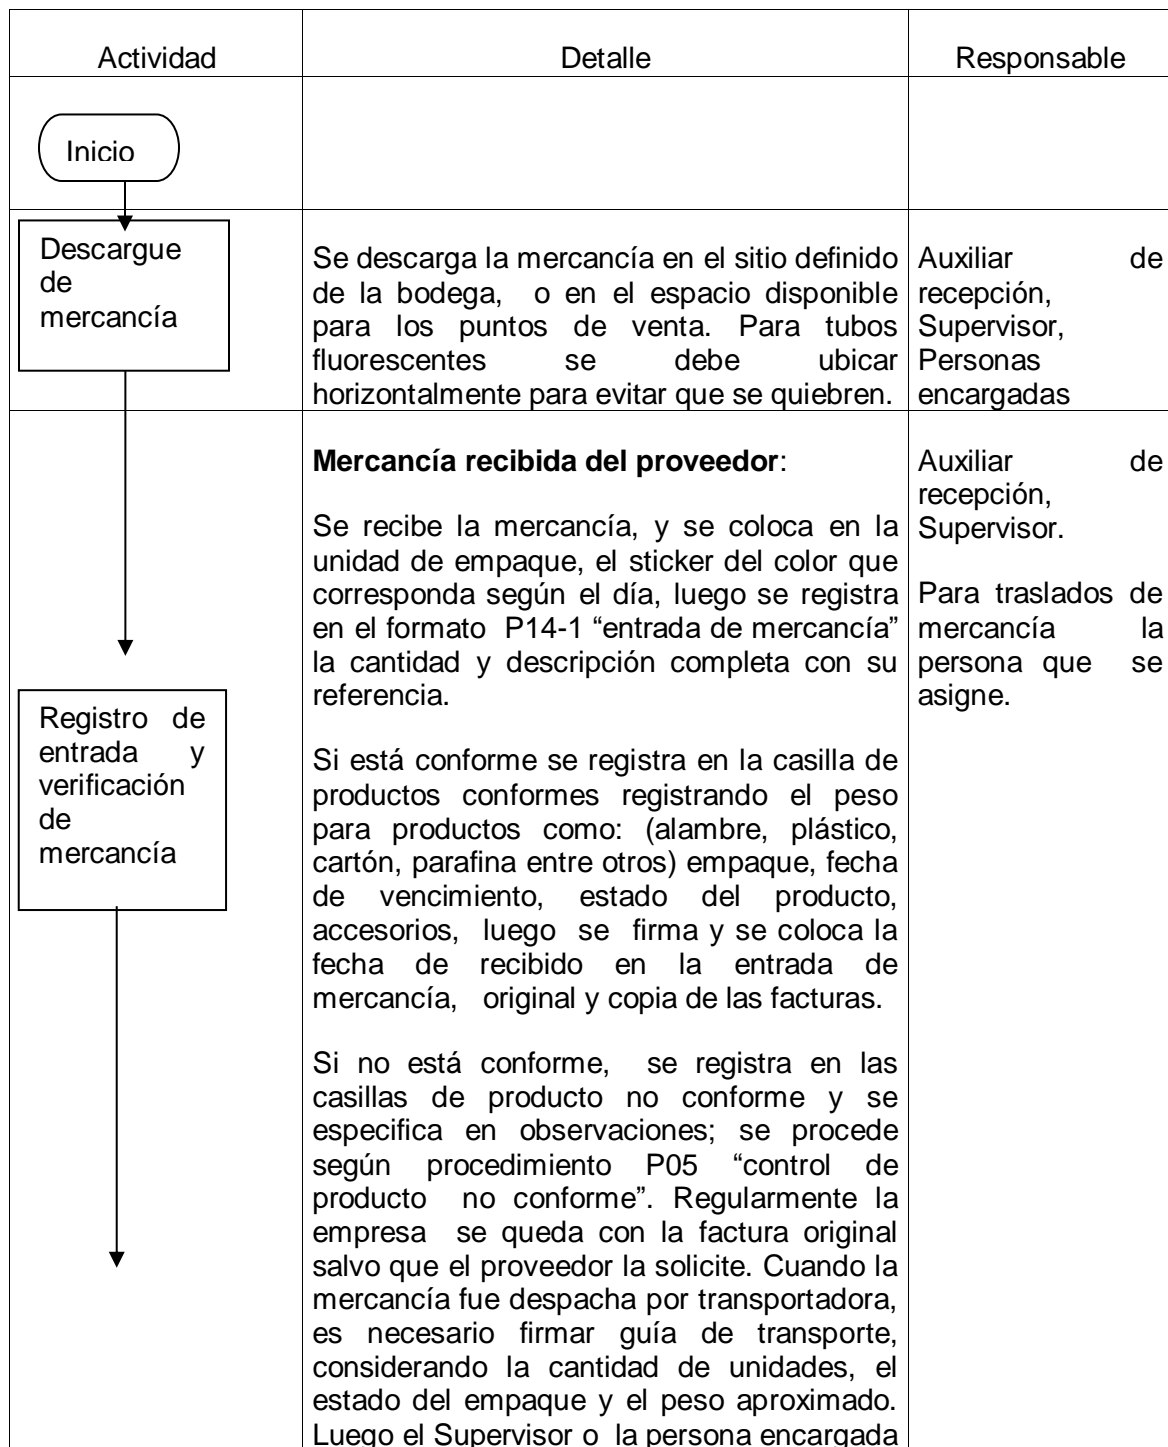 Actividad
Detalle
Responsable
Inicio
Descargue
de
mercancía
Se descarga la mercancía en el sitio definido
de la bodega, o en el espacio disponible
para los puntos de venta. Para tubos
fluorescentes se debe ubicar
horizontalmente para evitar que se quiebren.
Auxiliar de
recepción,
Supervisor,
Personas
encargadas
Registro de
entrada y
verificación
de
mercancía
Mercancía recibida del proveedor:
Se recibe la mercancía, y se coloca en la
unidad de empaque, el sticker del color que
corresponda según el día, luego se registra
en el formato P14-1 “entrada de mercancía”
la cantidad y descripción completa con su
referencia.
Si está conforme se registra en la casilla de
productos conformes registrando el peso
para productos como: (alambre, plástico,
cartón, parafina entre otros) empaque, fecha
de vencimiento, estado del producto,
accesorios, luego se firma y se coloca la
fecha de recibido en la entrada de
mercancía, original y copia de las facturas.
Si no está conforme, se registra en las
casillas de producto no conforme y se
especifica en observaciones; se procede
según procedimiento P05 “control de
producto no conforme”. Regularmente la
empresa se queda con la factura original
salvo que el proveedor la solicite. Cuando la
mercancía fue despacha por transportadora,
es necesario firmar guía de transporte,
considerando la cantidad de unidades, el
estado del empaque y el peso aproximado.
Luego el Supervisor o la persona encargada
Auxiliar de
recepción,
Supervisor.
Para traslados de
mercancía la
persona que se
asigne.